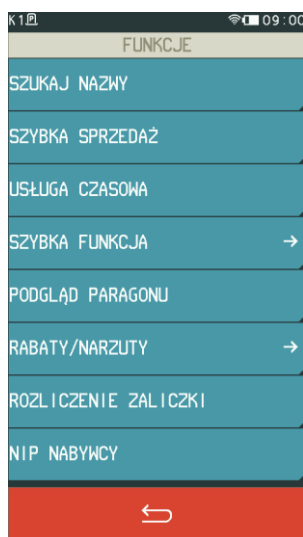 K1 P 09:00
FUNKCJE
SZUKAJ NAZWY
SZYBKA SPRZEDAŻ
USŁUGA CZASOWA
SZYBKA FUNKCJA →
PODGLĄD PARAGONU
RABATY/NARZUTY →
ROZLICZENIE ZALICZKI
NIP NABYWCY